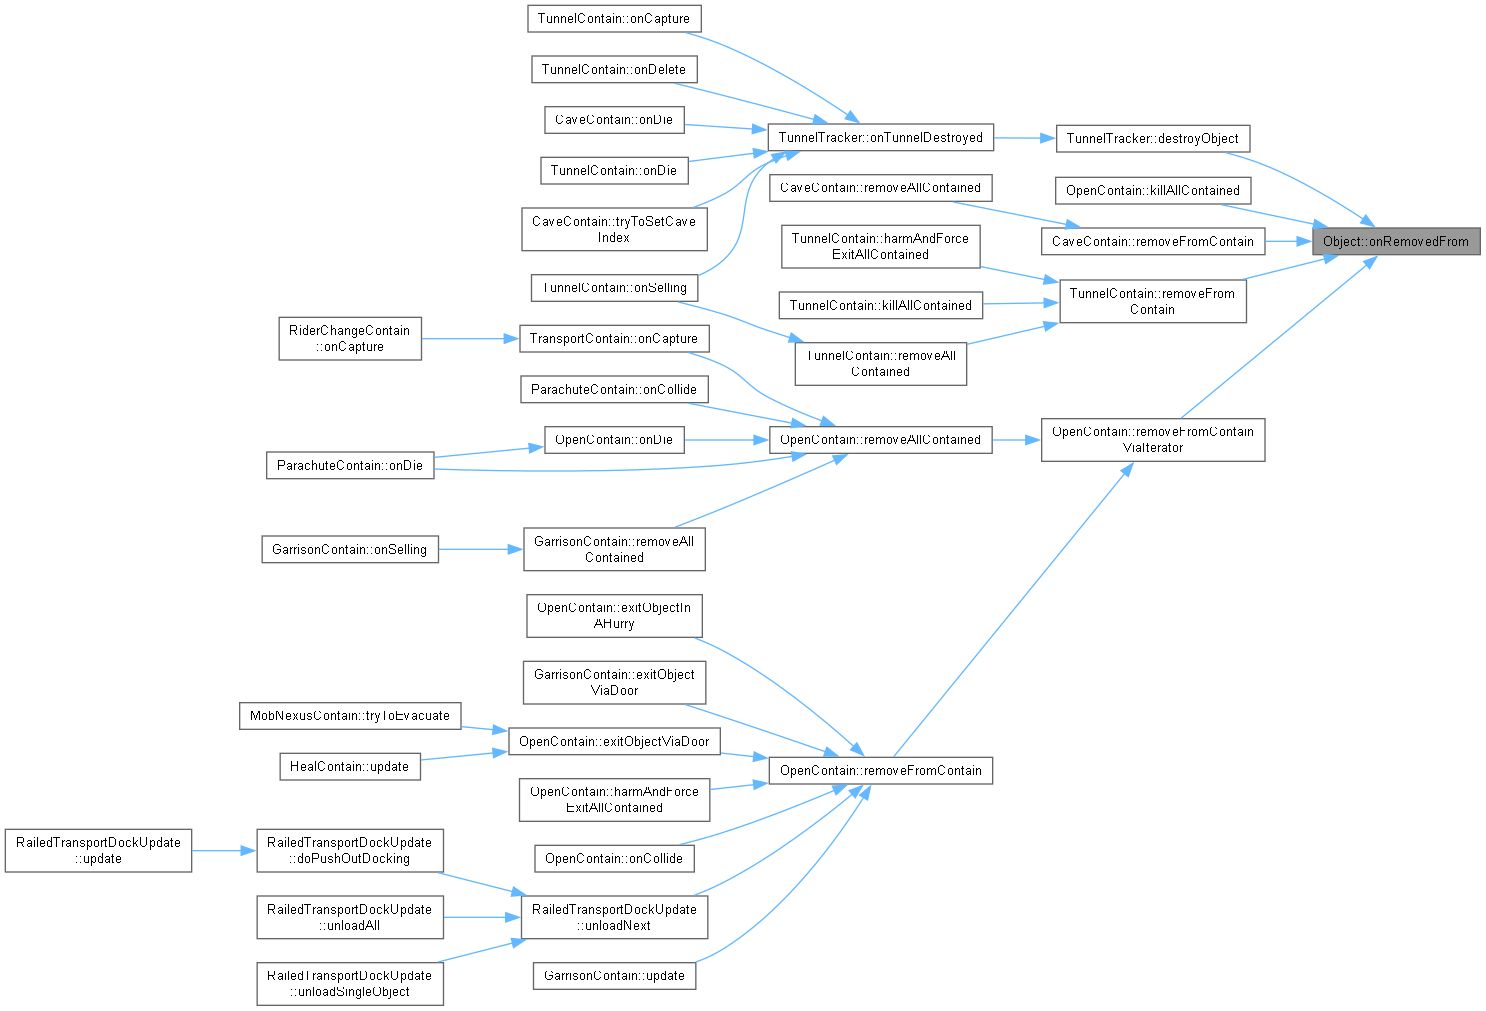 TunnelContain::onCapture
TunnelContain::onDelete
CaveContain::onDie
TunnelTracker::onTunnelDestroyed
TunnelTracker::destroyObject
TunnelContain::onDie
CaveContain::removeAllContained
OpenContain::killAllContained
CaveContain::tryToSetCave
Index
TunnelContain::harmAndForce
ExitAllContained
CaveContain::removeFromContain
Object::onRemovedFrom
TunnelContain::onSelling
TunnelContain::killAllContained
TunnelContain::removeFrom
Contain
RiderChangeContain
::onCapture
TransportContain::onCapture
TunnelContain::removeAll
Contained
ParachuteContain::onCollide
OpenContain::onDie
OpenContain::removeAllContained
OpenContain::removeFromContain
ViaIterator
ParachuteContain::onDie
GarrisonContain::onSelling
GarrisonContain::removeAll
Contained
OpenContain::exitObjectIn
AHurry
GarrisonContain::exitObject
ViaDoor
MobNexusContain::tryToEvacuate
OpenContain::exitObjectViaDoor
HealContain::update
OpenContain::removeFromContain
OpenContain::harmAndForce
ExitAllContained
RailedTransportDockUpdate
::update
RailedTransportDockUpdate
::doPushOutDocking
OpenContain::onCollide
RailedTransportDockUpdate
::unloadAll
RailedTransportDockUpdate
::unloadNext
RailedTransportDockUpdate
::unloadSingleObject
GarrisonContain::update